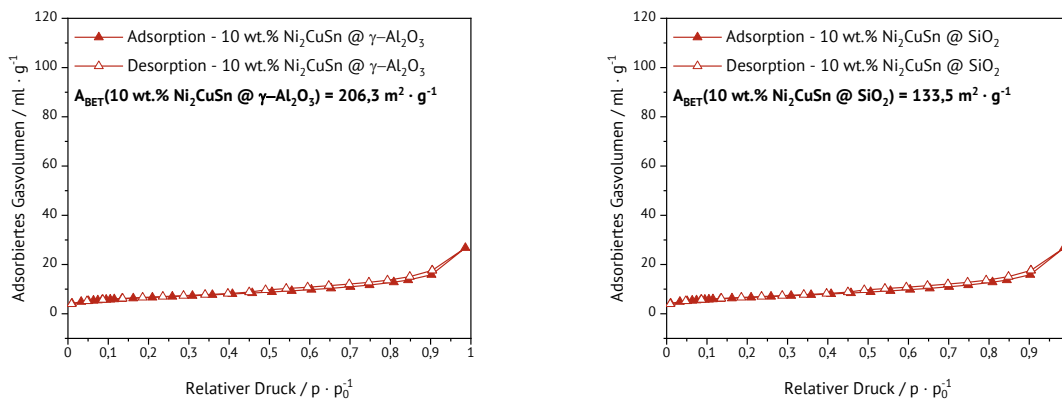 120
100
80
60
40
20
0
Adsorbiertes Gasvolumen / ml · g⁻¹
Adsorption - 10 wt.% Ni₂CuSn @ γ–Al₂O₃
Desorption - 10 wt.% Ni₂CuSn @ γ–Al₂O₃
A_BET(10 wt.% Ni₂CuSn @ γ–Al₂O₃) = 206,3 m² · g⁻¹
0 0,1 0,2 0,3 0,4 0,5 0,6 0,7 0,8 0,9 1
Relativer Druck / p · p₀⁻¹
120
100
80
60
40
20
0
Adsorbiertes Gasvolumen / ml · g⁻¹
Adsorption - 10 wt.% Ni₂CuSn @ SiO₂
Desorption - 10 wt.% Ni₂CuSn @ SiO₂
A_BET(10 wt.% Ni₂CuSn @ SiO₂) = 133,5 m² · g⁻¹
0 0,1 0,2 0,3 0,4 0,5 0,6 0,7 0,8 0,9
Relativer Druck / p · p₀⁻¹